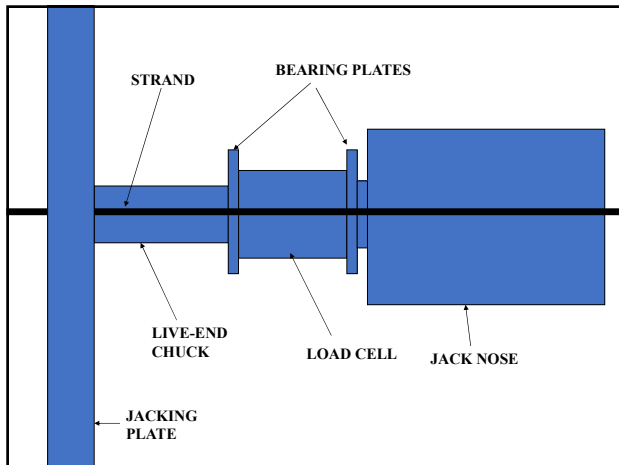 BEARING PLATES
STRAND
LIVE-END
CHUCK
LOAD CELL
JACK NOSE
JACKING
PLATE